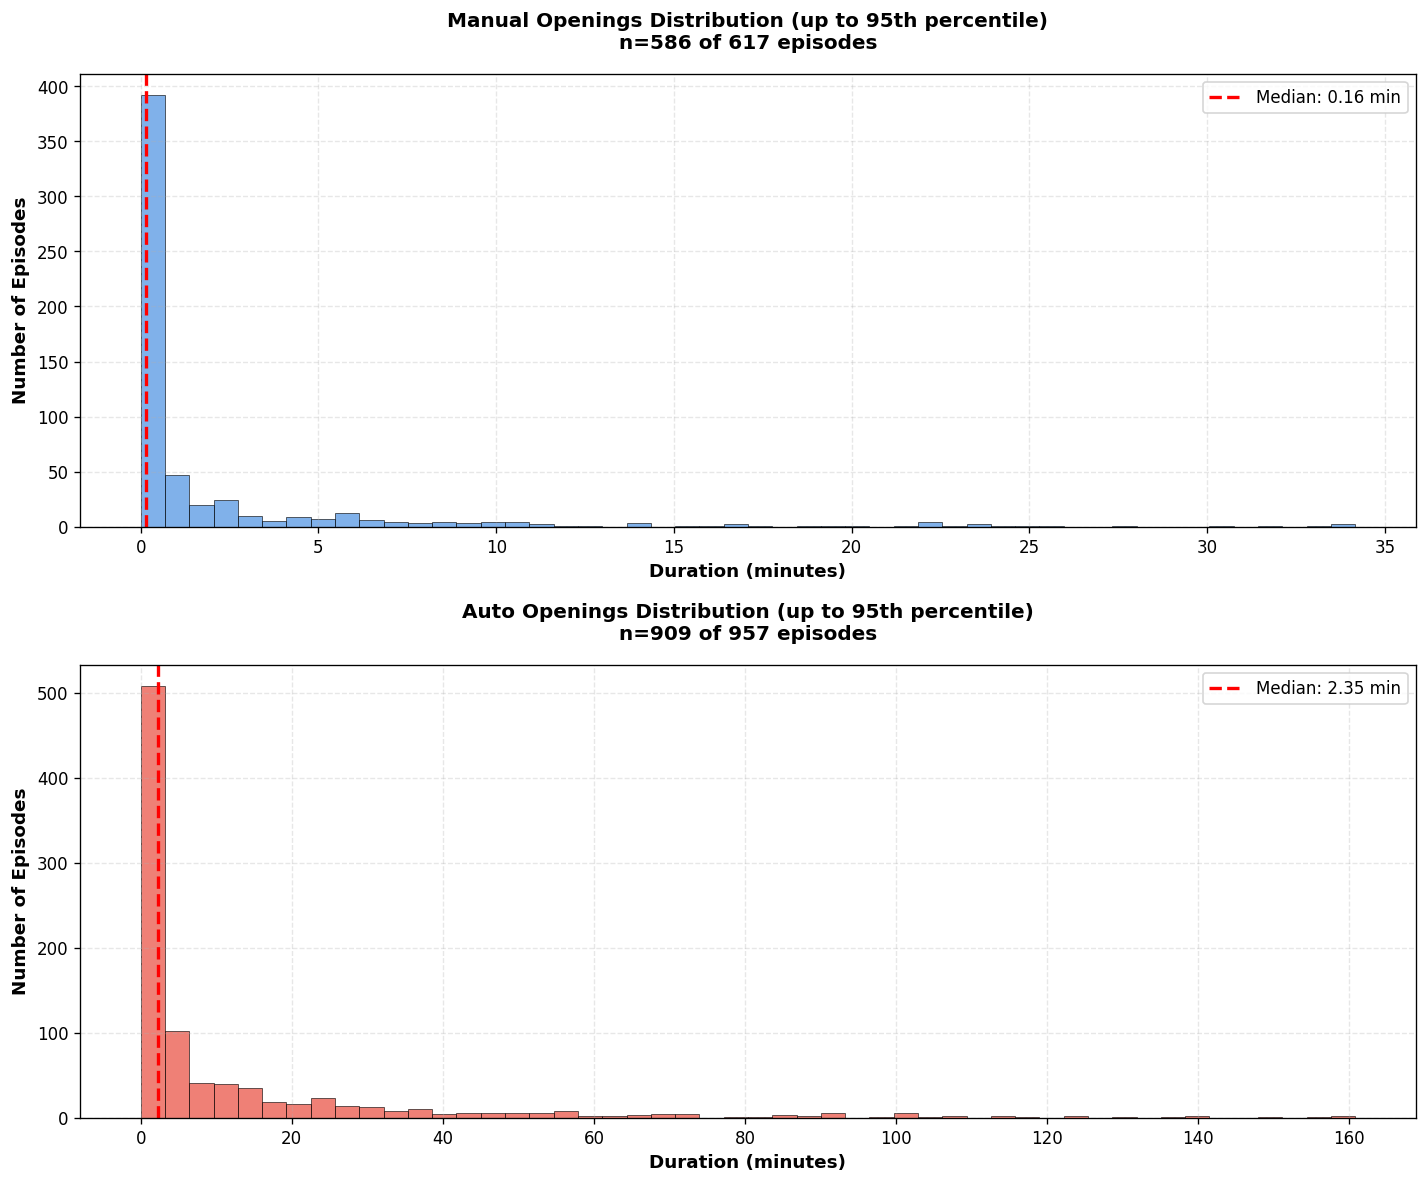 Manual Openings Distribution (up to 95th percentile)
n=586 of 617 episodes
Median: 0.16 min
Number of Episodes
400
350
300
250
200
150
100
50
0
0 5 10 15 20 25 30 35
Duration (minutes)
Auto Openings Distribution (up to 95th percentile)
n=909 of 957 episodes
Median: 2.35 min
Number of Episodes
500
400
300
200
100
0
0 20 40 60 80 100 120 140 160
Duration (minutes)